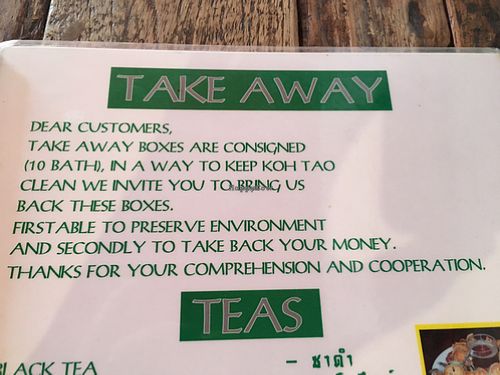 TAKE AWAY
DEAR CUSTOMERS,
TAKE AWAY BOXES ARE CONSIGNED
(10 BATH), IN A WAY TO KEEP KOH TAO
CLEAN WE INVITE YOU TO BRING US
BACK THESE BOXES.
FIRSTABLE TO PRESERVE ENVIRONMENT
AND SECONDLY TO TAKE BACK YOUR MONEY.
THANKS FOR YOUR COMPREHENSION AND COOPERATION.
TEAS
BLACK TEA – ชาดำ